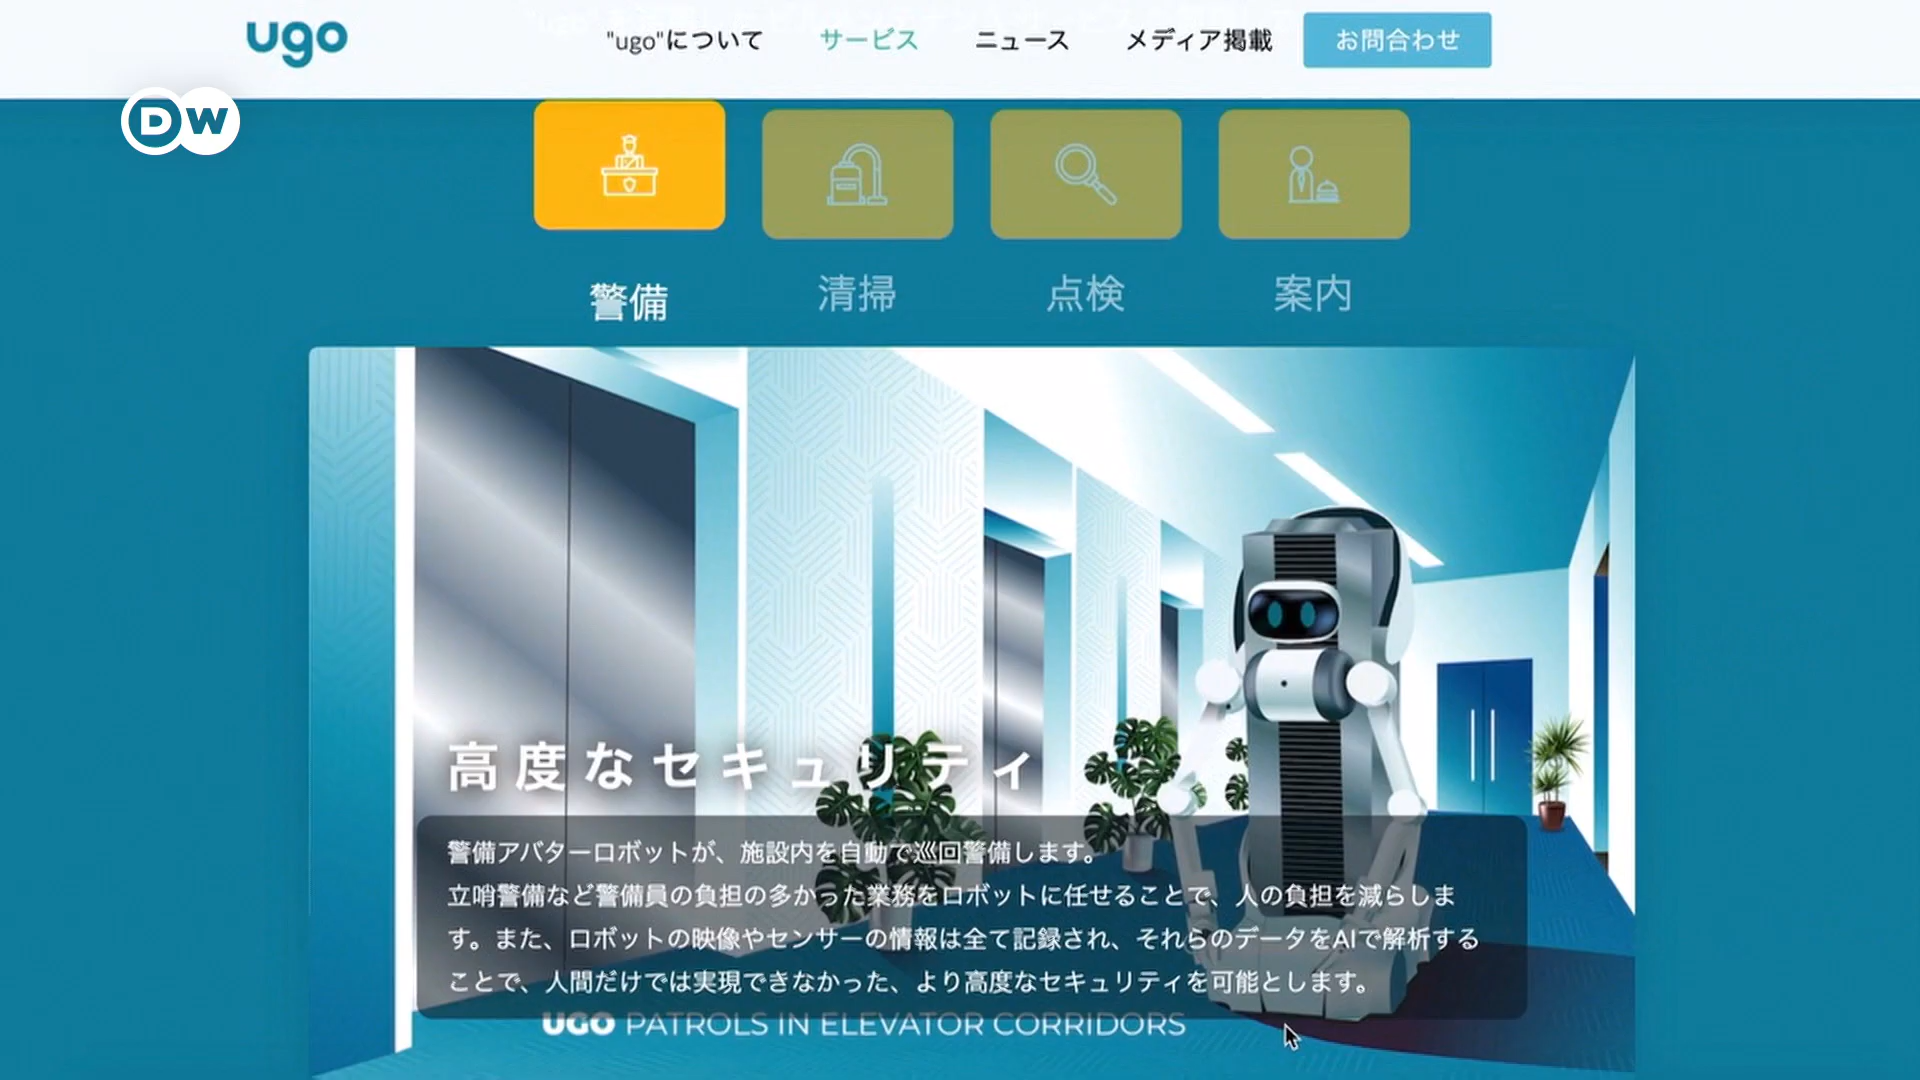 ugo
"ugo"について
サービス
ニュース
メディア掲載
お問合わせ
DW
警備
清掃
点検
案内
高度なセキュリティ
警備アバターロボットが、施設内を自動で巡回警備します。
立哨警備など警備員の負担の多かった業務をロボットに任せることで、人の負担を減らしま
す。また、ロボットの映像やセンサーの情報は全て記録され、それらのデータをAIで解析する
ことで、人間だけでは実現できなかった、より高度なセキュリティを可能とします。
UGO PATROLS IN ELEVATOR CORRIDORS